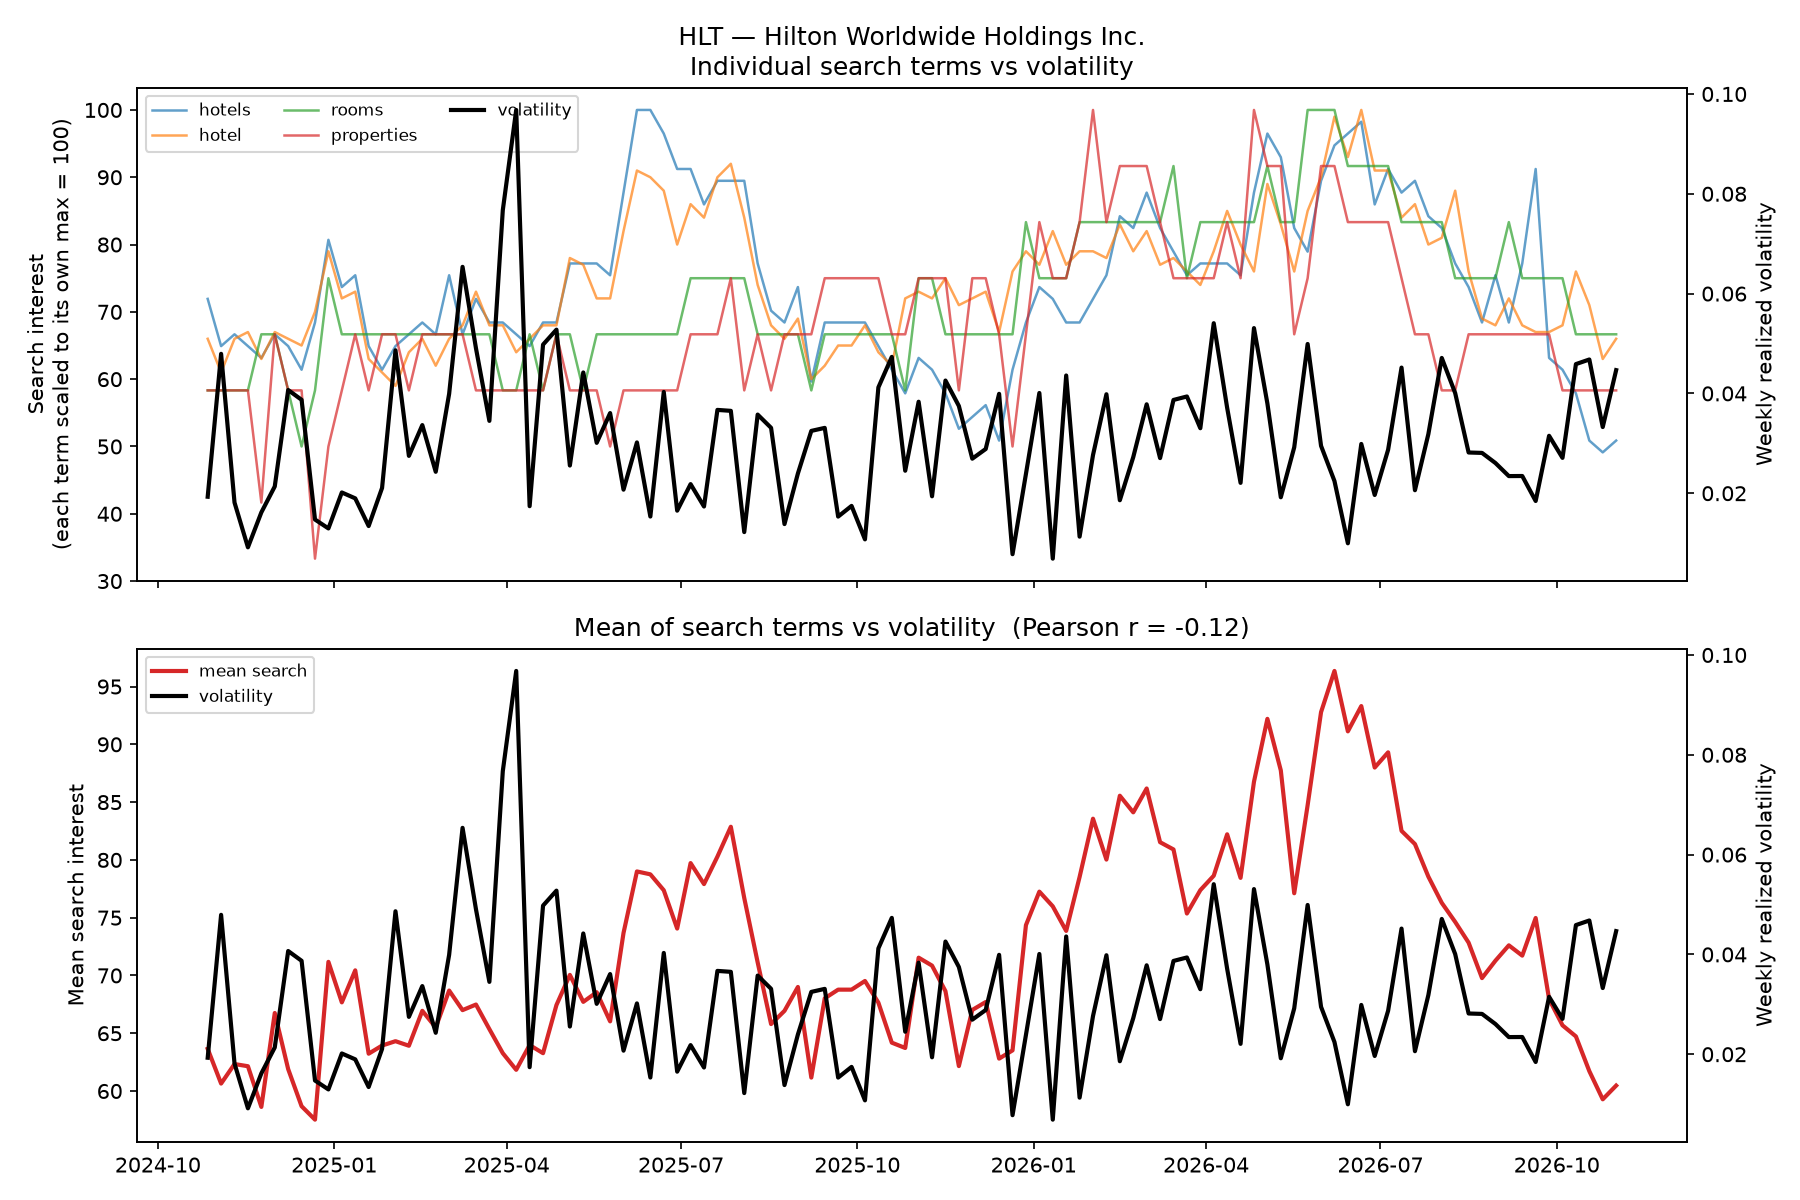 HLT — Hilton Worldwide Holdings Inc.
Individual search terms vs volatility
hotels
hotel
rooms
properties
volatility
Search interest
(each term scaled to its own max = 100)
100
90
80
70
60
50
40
30
0.10
0.08
0.06
0.04
0.02
Weekly realized volatility
Mean of search terms vs volatility (Pearson r = -0.12)
mean search
volatility
Mean search interest
95
90
85
80
75
70
65
60
0.10
0.08
0.06
0.04
0.02
Weekly realized volatility
2024-10
2025-01
2025-04
2025-07
2025-10
2026-01
2026-04
2026-07
2026-10